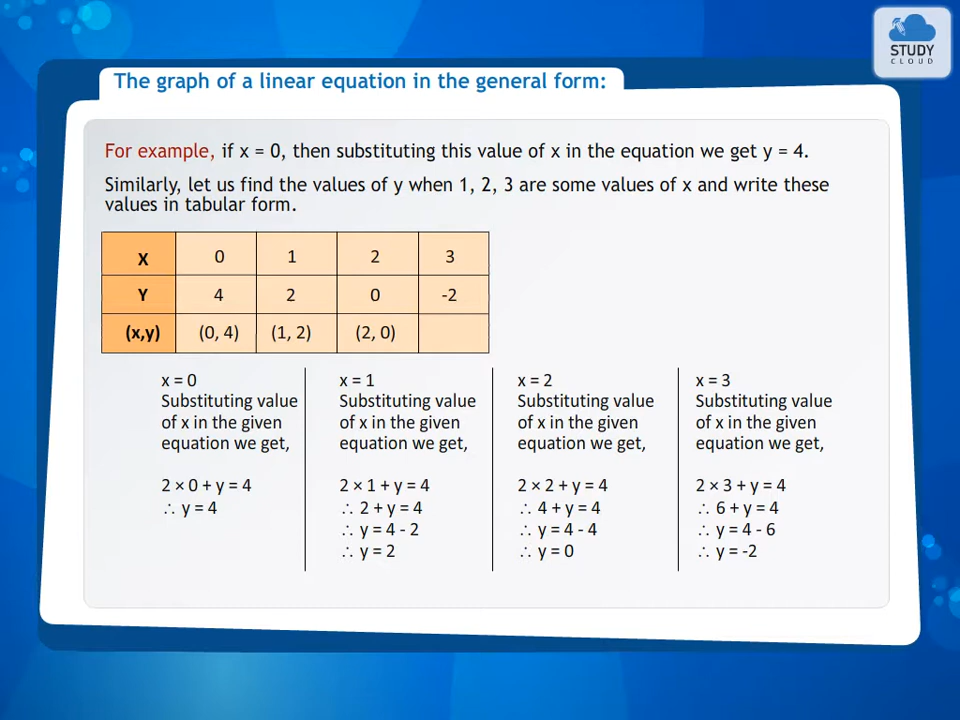 STUDY
CLOUD
The graph of a linear equation in the general form:
For example, if x = 0, then substituting this value of x in the equation we get y = 4.
Similarly, let us find the values of y when 1, 2, 3 are some values of x and write these
values in tabular form.
X 0 1 2 3
Y 4 2 0 -2
(x,y) (0, 4) (1, 2) (2, 0)
x = 0
Substituting value
of x in the given
equation we get,
2 × 0 + y = 4
∴ y = 4
x = 1
Substituting value
of x in the given
equation we get,
2 × 1 + y = 4
∴ 2 + y = 4
∴ y = 4 - 2
∴ y = 2
x = 2
Substituting value
of x in the given
equation we get,
2 × 2 + y = 4
∴ 4 + y = 4
∴ y = 4 - 4
∴ y = 0
x = 3
Substituting value
of x in the given
equation we get,
2 × 3 + y = 4
∴ 6 + y = 4
∴ y = 4 - 6
∴ y = -2